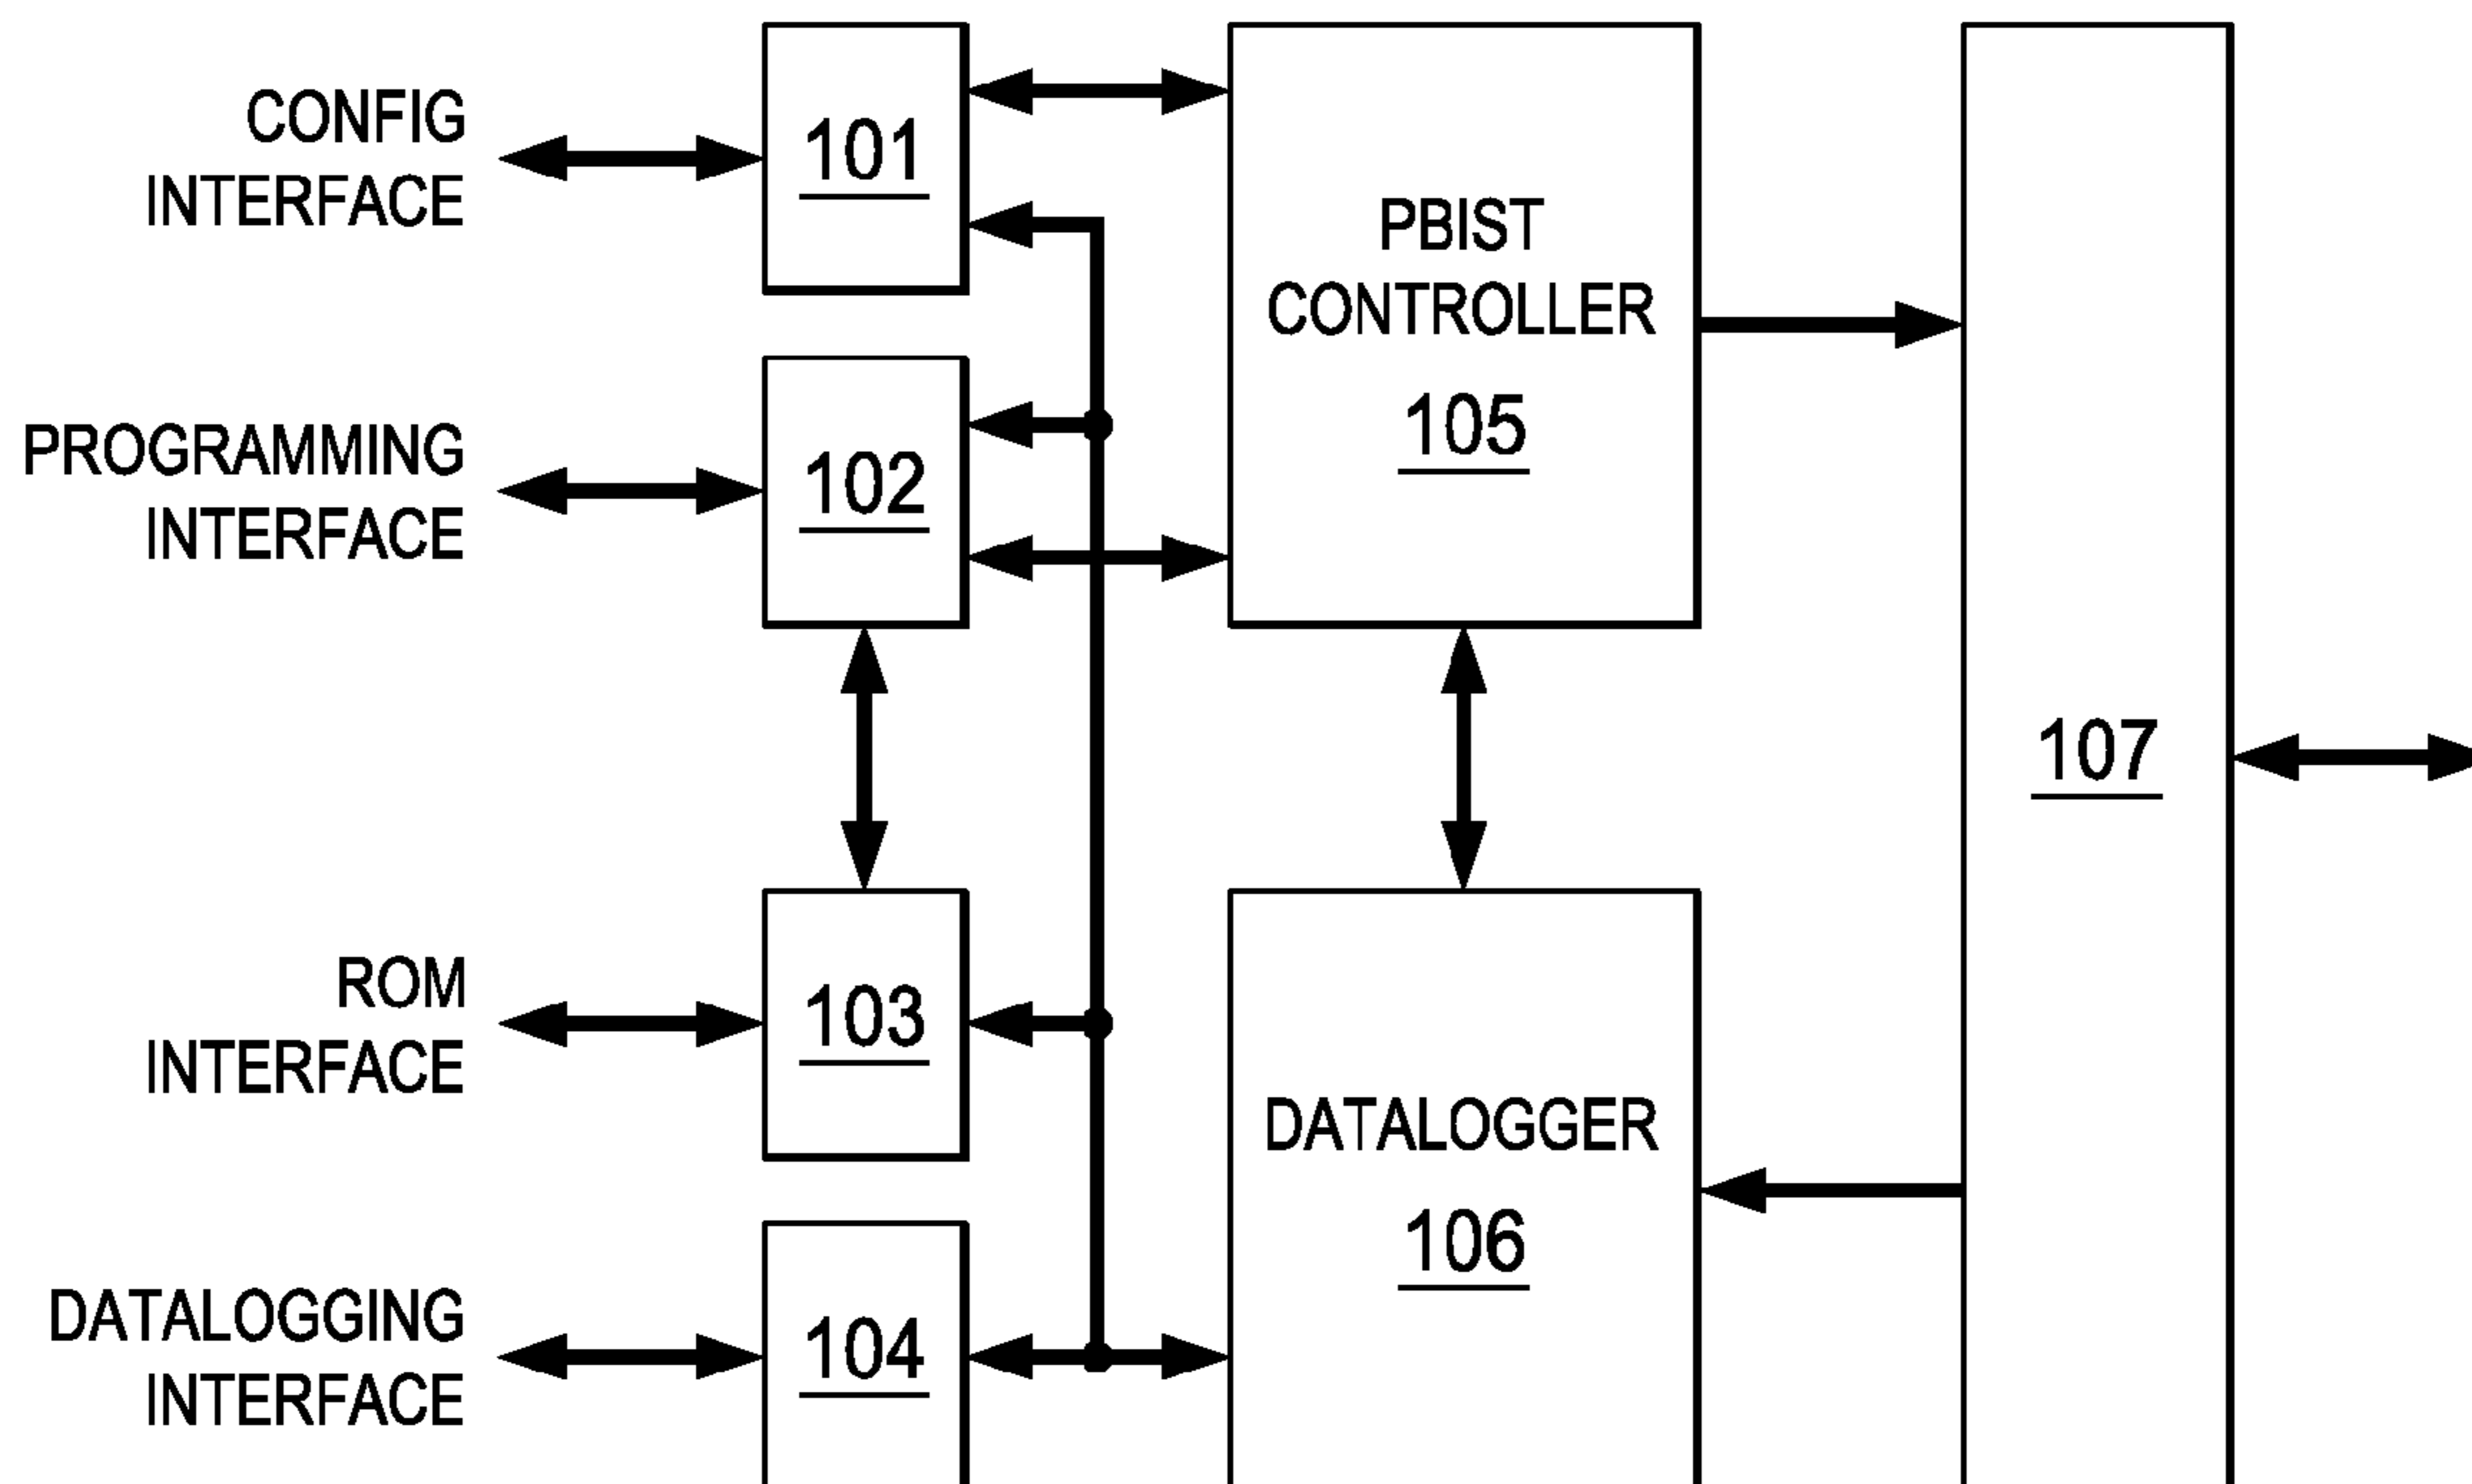 CONFIG
INTERFACE
101
PROGRAMMING
INTERFACE
102
ROM
INTERFACE
103
DATALOGGING
INTERFACE
104
PBIST
CONTROLLER
105
DATALOGGER
106
107